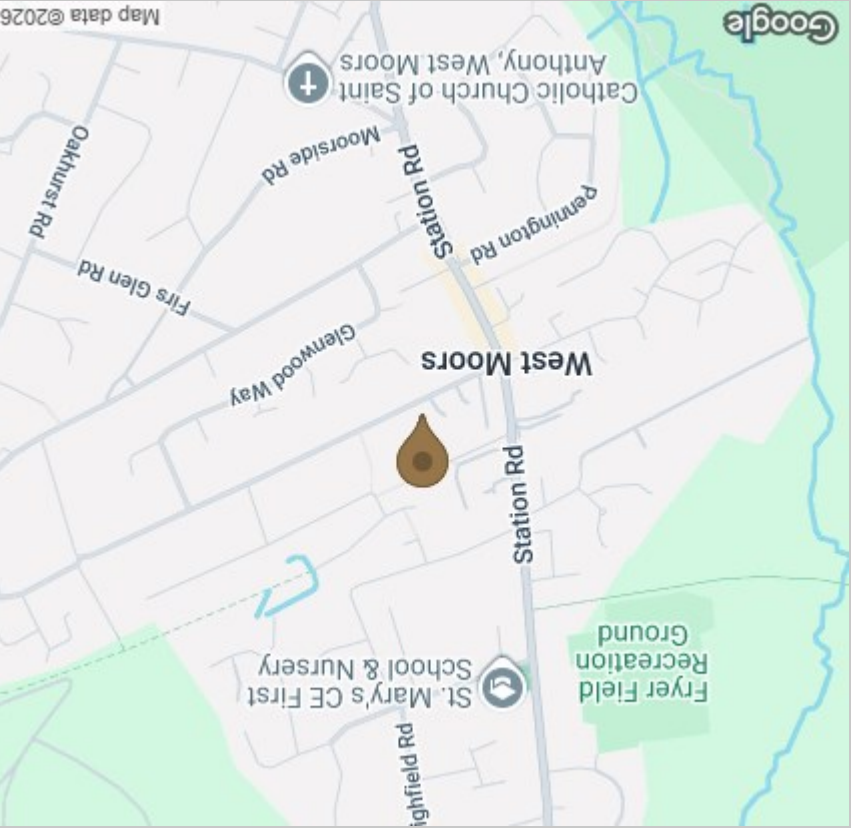 ighfield Rd
Fryer Field
Recreation
Ground
St. Mary's CE First
School & Nursery
Station Rd
West Moors
Glenwood Way
Firs Glen Rd
Pennington Rd
Station Rd
Oakhurst Rd
Moorside Rd
Catholic Church of Saint
Anthony, West Moors
Google
Map data ©2026